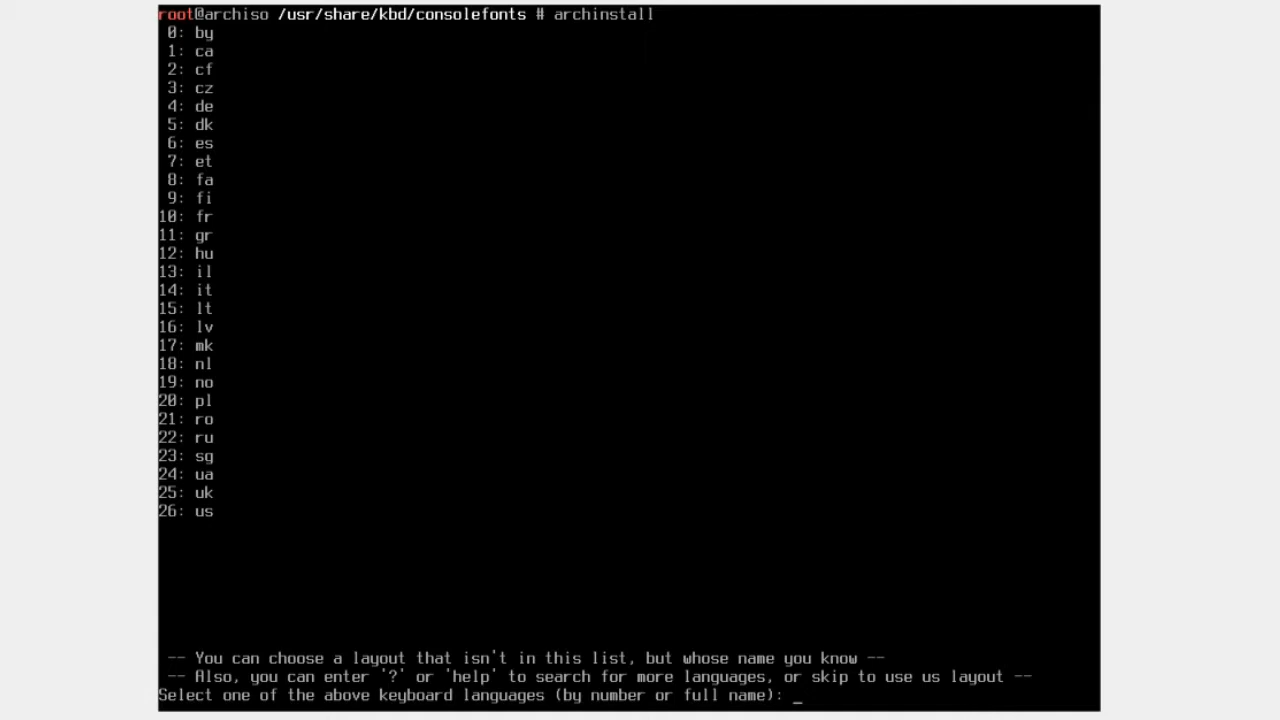 root@archiso /usr/share/kbd/consolefonts # archinstall
0: by
1: ca
2: cf
3: cz
4: de
5: dk
6: es
7: et
8: fa
9: fi
10: fr
11: gr
12: hu
13: il
14: it
15: lt
16: lv
17: mk
18: nl
19: no
20: pl
21: ro
22: ru
23: sg
24: ua
25: uk
26: us
-- You can choose a layout that isn't in this list, but whose name you know --
-- Also, you can enter '?' or 'help' to search for more languages, or skip to use us layout --
Select one of the above keyboard languages (by number or full name): _